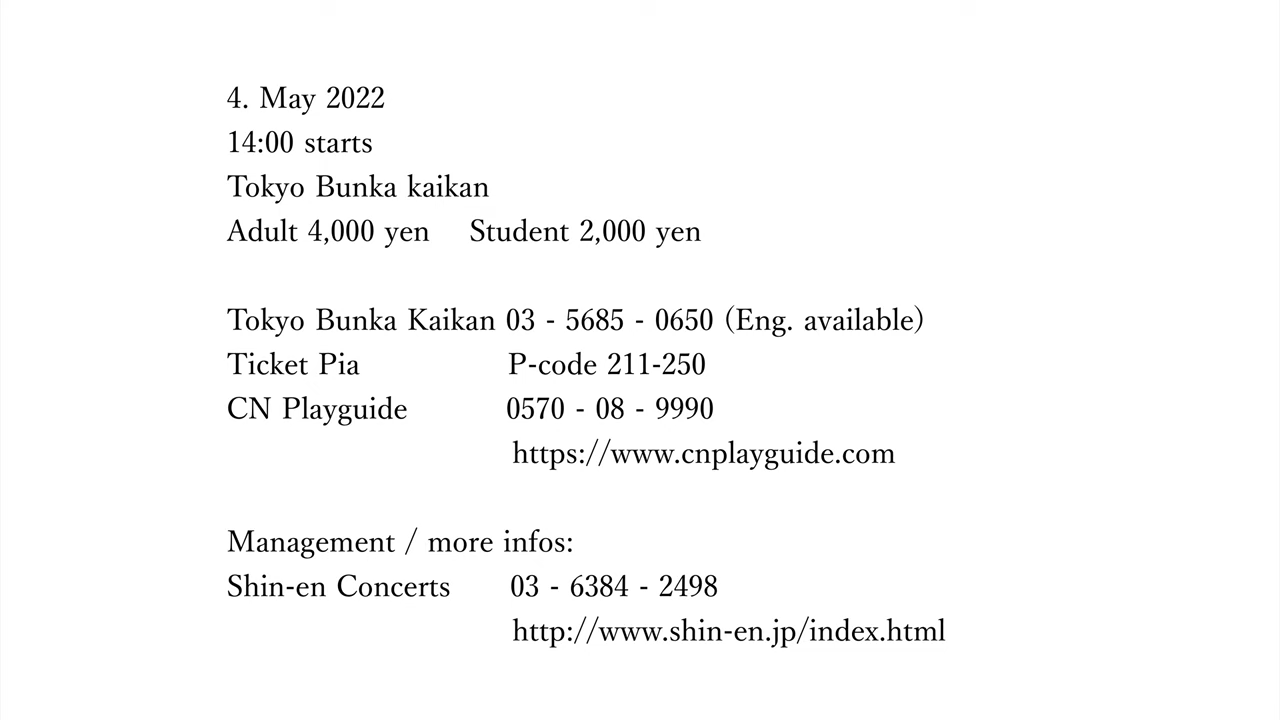 4. May 2022
14:00 starts
Tokyo Bunka kaikan
Adult 4,000 yen Student 2,000 yen
Tokyo Bunka Kaikan 03 - 5685 - 0650 (Eng. available)
Ticket Pia P-code 211-250
CN Playguide 0570 - 08 - 9990
https://www.cnplayguide.com
Management / more infos:
Shin-en Concerts 03 - 6384 - 2498
http://www.shin-en.jp/index.html